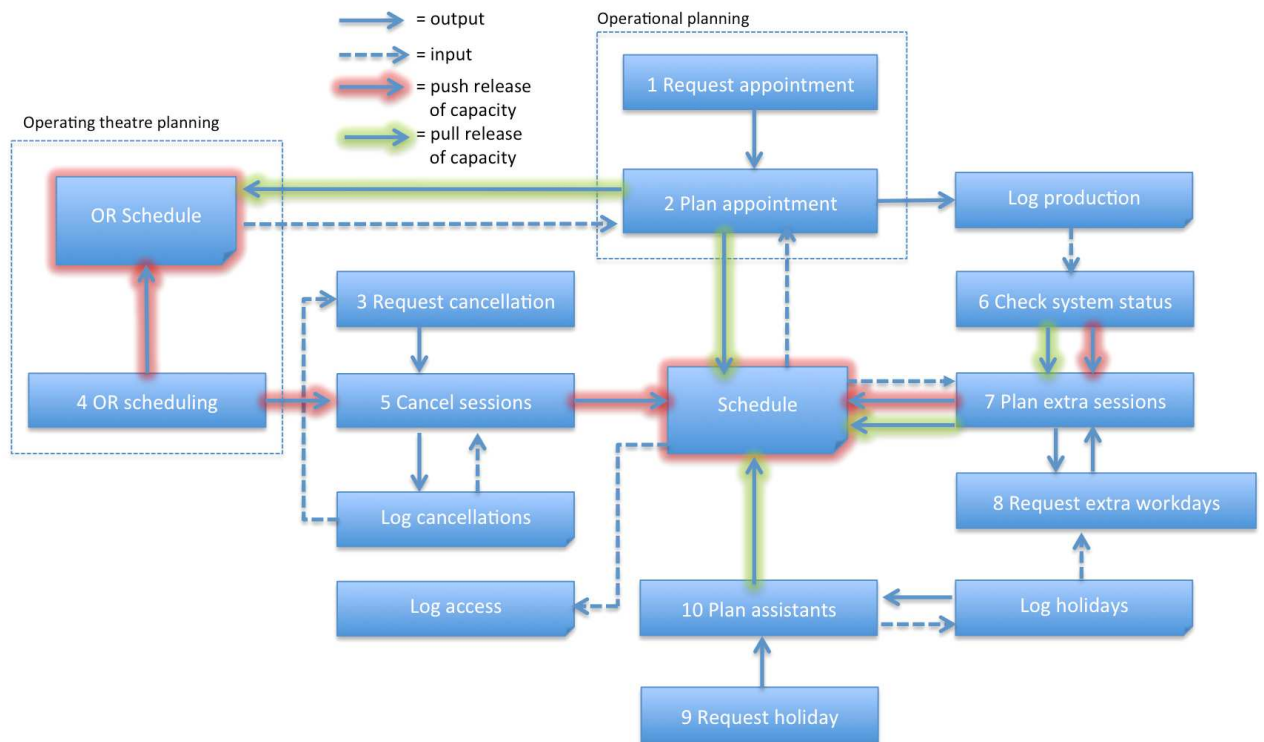 = output
= input
= push release
of capacity
= pull release
of capacity
Operational planning
1 Request appointment
2 Plan appointment
Operating theatre planning
OR Schedule
4 OR scheduling
3 Request cancellation
5 Cancel sessions
Log cancellations
Log access
Schedule
Log production
6 Check system status
7 Plan extra sessions
8 Request extra workdays
10 Plan assistants
Log holidays
9 Request holiday